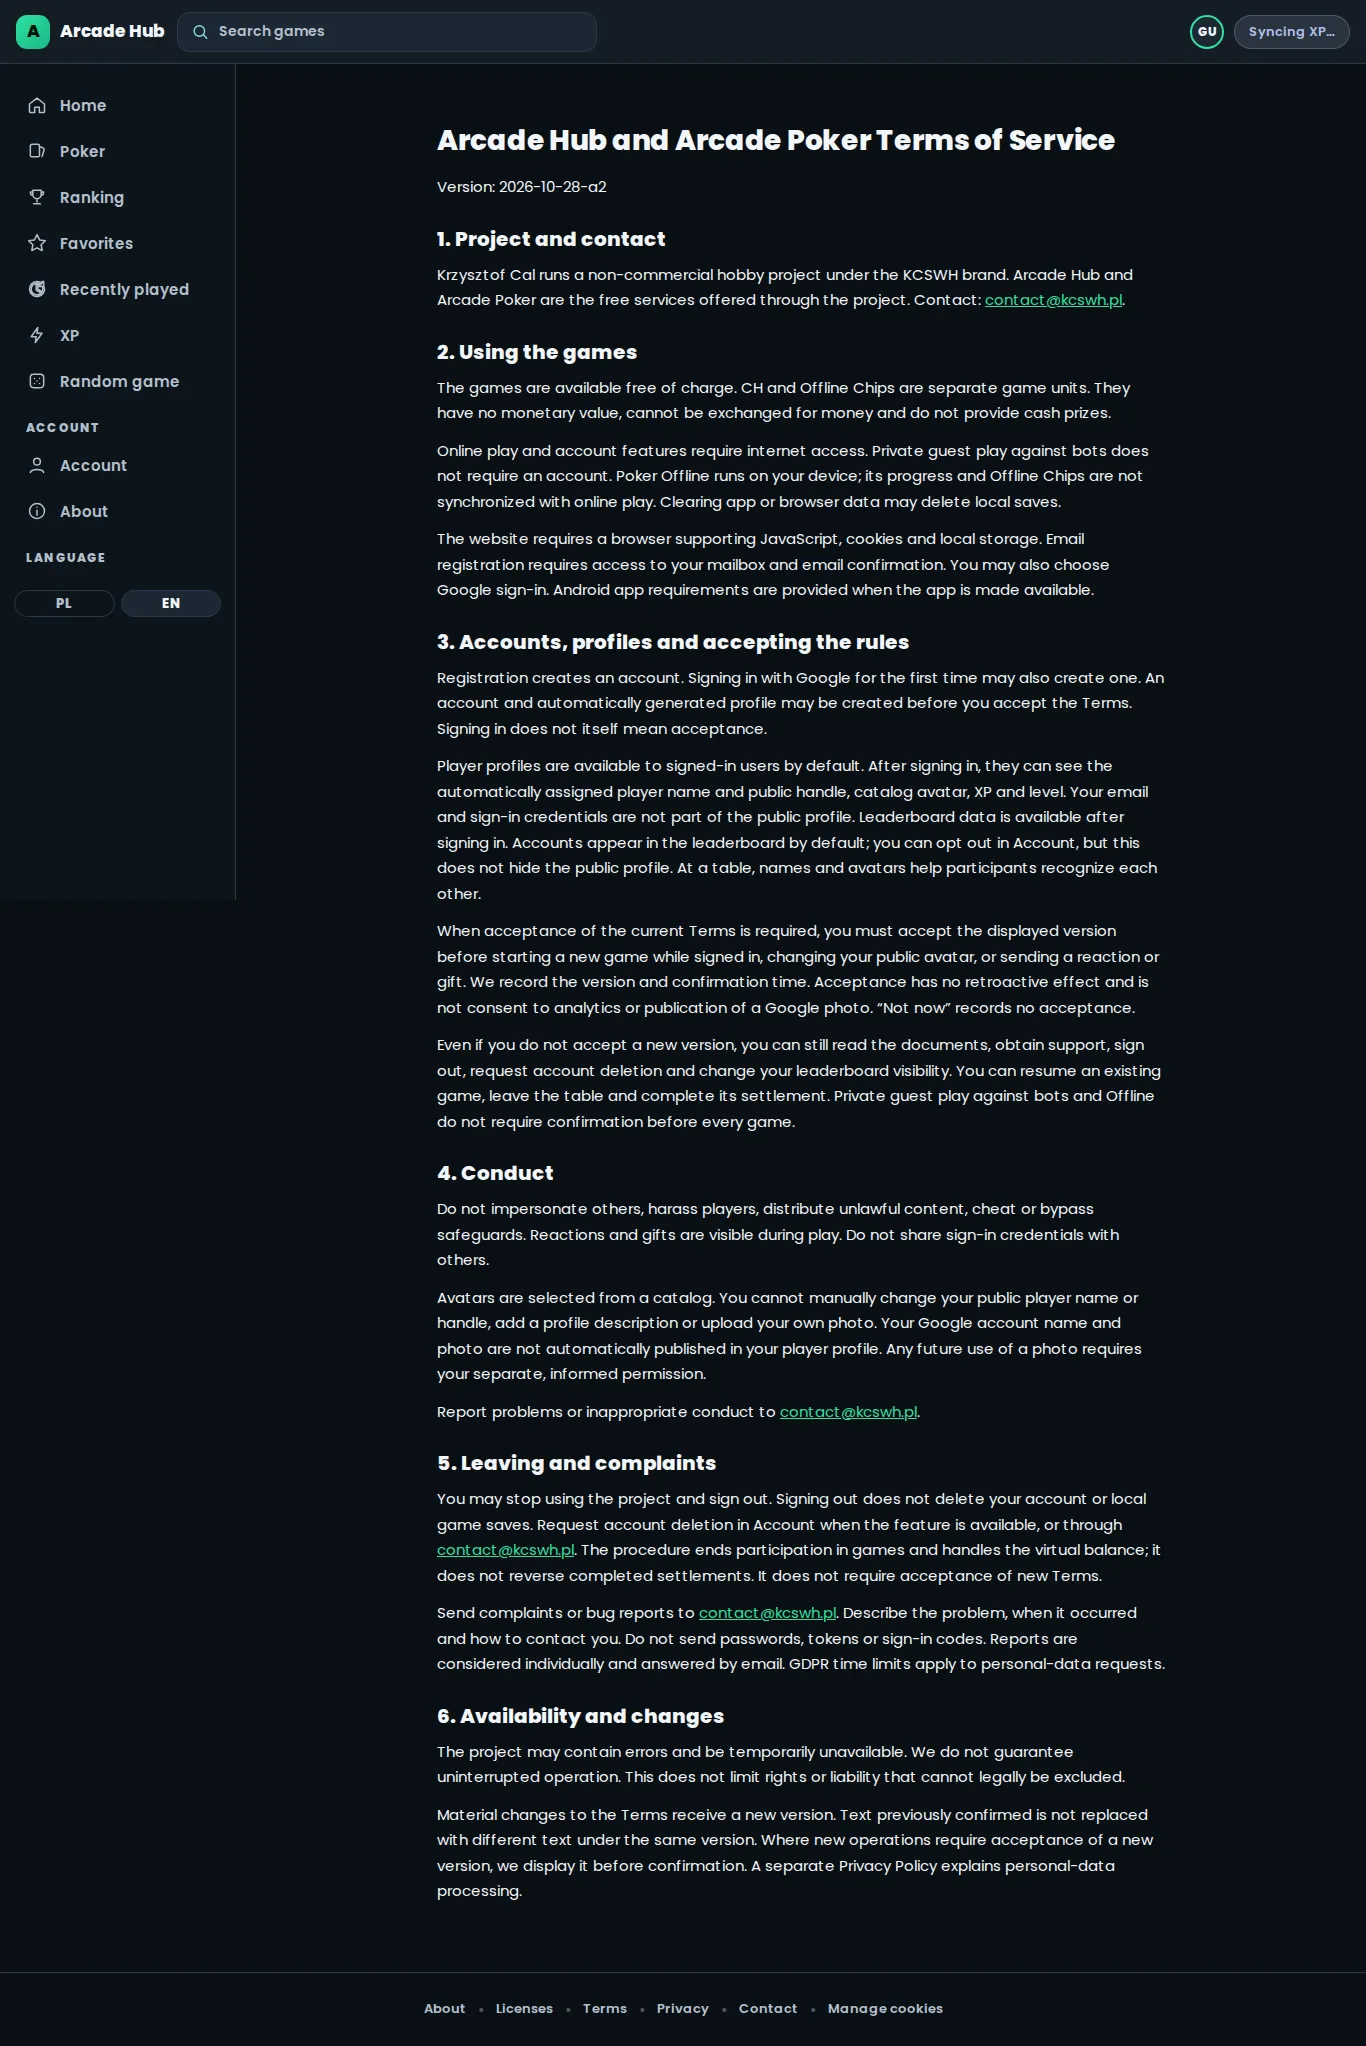 A
Arcade Hub
Search games
GU
Syncing XP...
Home
Poker
Ranking
Favorites
Recently played
XP
Random game
ACCOUNT
Account
About
LANGUAGE
PL
EN
Arcade Hub and Arcade Poker Terms of Service
Version: 2026-10-28-a2
1. Project and contact
Krzysztof Cal runs a non-commercial hobby project under the KCSWH brand. Arcade Hub and
Arcade Poker are the free services offered through the project. Contact: contact@kcswh.pl.
2. Using the games
The games are available free of charge. CH and Offline Chips are separate game units. They
have no monetary value, cannot be exchanged for money and do not provide cash prizes.
Online play and account features require internet access. Private guest play against bots does
not require an account. Poker Offline runs on your device; its progress and Offline Chips are not
synchronized with online play. Clearing app or browser data may delete local saves.
The website requires a browser supporting JavaScript, cookies and local storage. Email
registration requires access to your mailbox and email confirmation. You may also choose
Google sign-in. Android app requirements are provided when the app is made available.
3. Accounts, profiles and accepting the rules
Registration creates an account. Signing in with Google for the first time may also create one. An
account and automatically generated profile may be created before you accept the Terms.
Signing in does not itself mean acceptance.
Player profiles are available to signed-in users by default. After signing in, they can see the
automatically assigned player name and public handle, catalog avatar, XP and level. Your email
and sign-in credentials are not part of the public profile. Leaderboard data is available after
signing in. Accounts appear in the leaderboard by default; you can opt out in Account, but this
does not hide the public profile. At a table, names and avatars help participants recognize each
other.
When acceptance of the current Terms is required, you must accept the displayed version
before starting a new game while signed in, changing your public avatar, or sending a reaction or
gift. We record the version and confirmation time. Acceptance has no retroactive effect and is
not consent to analytics or publication of a Google photo. “Not now” records no acceptance.
Even if you do not accept a new version, you can still read the documents, obtain support, sign
out, request account deletion and change your leaderboard visibility. You can resume an existing
game, leave the table and complete its settlement. Private guest play against bots and Offline
do not require confirmation before every game.
4. Conduct
Do not impersonate others, harass players, distribute unlawful content, cheat or bypass
safeguards. Reactions and gifts are visible during play. Do not share sign-in credentials with
others.
Avatars are selected from a catalog. You cannot manually change your public player name or
handle, add a profile description or upload your own photo. Your Google account name and
photo are not automatically published in your player profile. Any future use of a photo requires
your separate, informed permission.
Report problems or inappropriate conduct to contact@kcswh.pl.
5. Leaving and complaints
You may stop using the project and sign out. Signing out does not delete your account or local
game saves. Request account deletion in Account when the feature is available, or through
contact@kcswh.pl. The procedure ends participation in games and handles the virtual balance; it
does not reverse completed settlements. It does not require acceptance of new Terms.
Send complaints or bug reports to contact@kcswh.pl. Describe the problem, when it occurred
and how to contact you. Do not send passwords, tokens or sign-in codes. Reports are
considered individually and answered by email. GDPR time limits apply to personal-data requests.
6. Availability and changes
The project may contain errors and be temporarily unavailable. We do not guarantee
uninterrupted operation. This does not limit rights or liability that cannot legally be excluded.
Material changes to the Terms receive a new version. Text previously confirmed is not replaced
with different text under the same version. Where new operations require acceptance of a new
version, we display it before confirmation. A separate Privacy Policy explains personal-data
processing.
About • Licenses • Terms • Privacy • Contact • Manage cookies